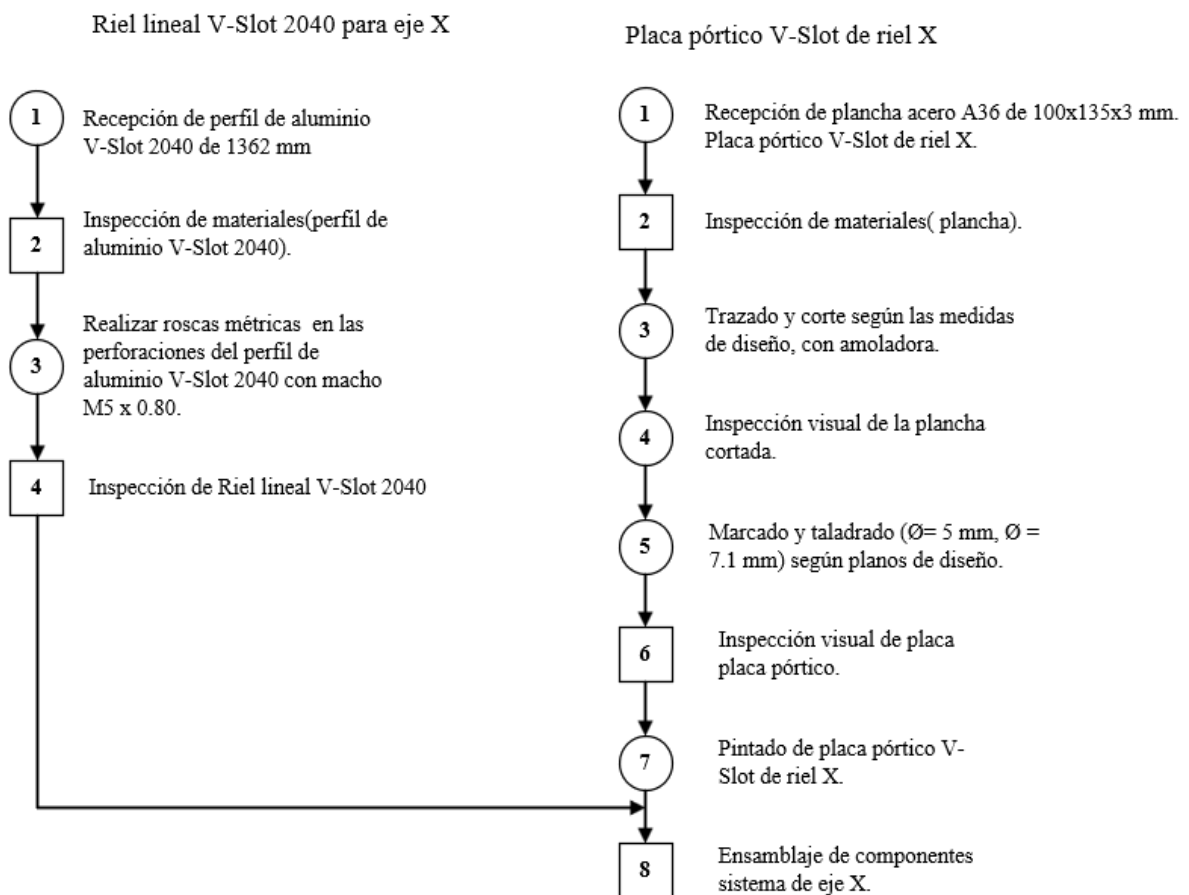 Riel lineal V-Slot 2040 para eje X
1
Recepción de perfil de aluminio
V-Slot 2040 de 1362 mm
2
Inspección de materiales(perfil de
aluminio V-Slot 2040).
3
Realizar roscas métricas en las
perforaciones del perfil de
aluminio V-Slot 2040 con macho
M5 x 0.80.
4
Inspección de Riel lineal V-Slot 2040
Placa pórtico V-Slot de riel X
1
Recepción de plancha acero A36 de 100x135x3 mm.
Placa pórtico V-Slot de riel X.
2
Inspección de materiales( plancha).
3
Trazado y corte según las medidas
de diseño, con amoladora.
4
Inspección visual de la plancha
cortada.
5
Marcado y taladrado (Ø= 5 mm, Ø =
7.1 mm) según planos de diseño.
6
Inspección visual de placa
placa pórtico.
7
Pintado de placa pórtico V-
Slot de riel X.
8
Ensamblaje de componentes
sistema de eje X.